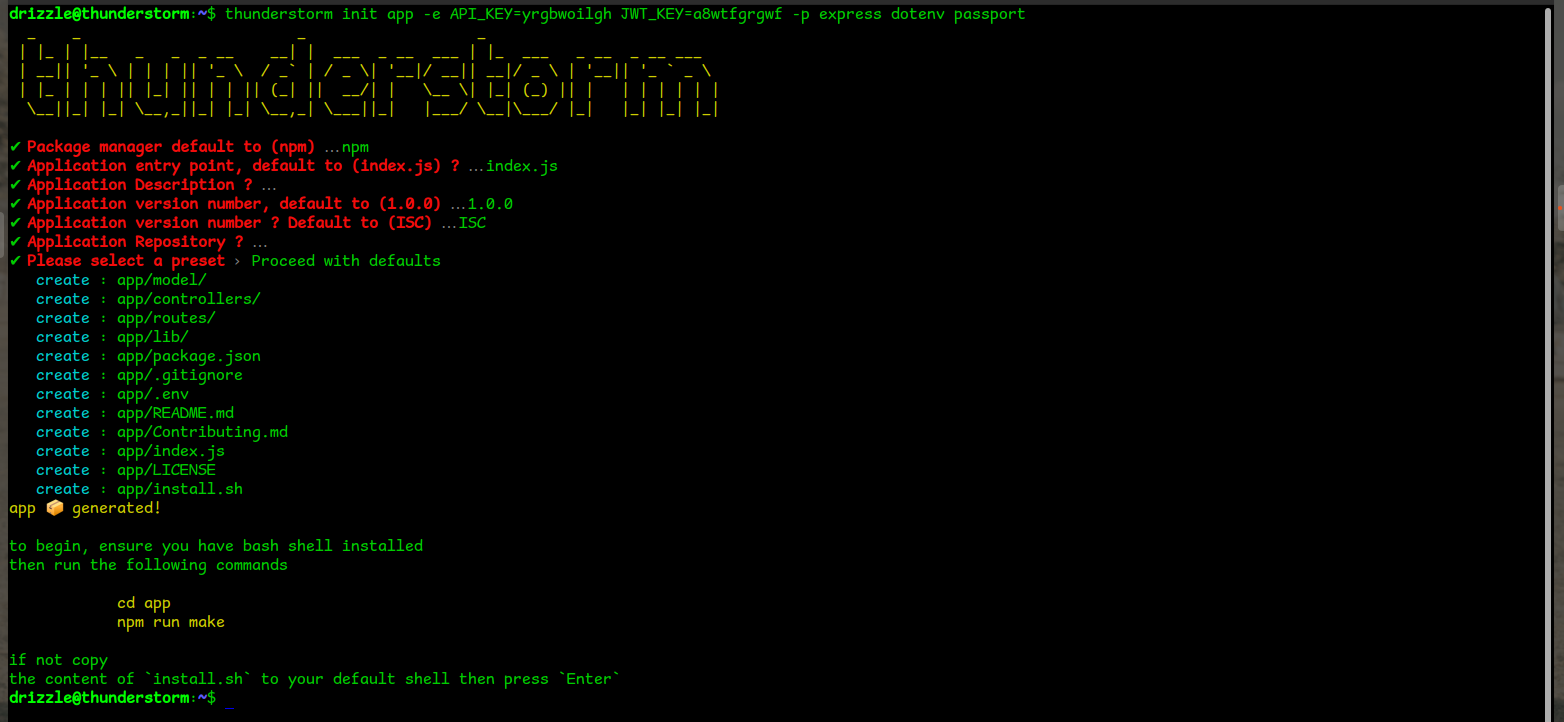 drizzle@thunderstorm:~$ thunderstorm init app -e API_KEY=yrgbwoilgh JWT_KEY=a8wtfgrgwf -p express dotenv passport
thunderstorm
✔ Package manager default to (npm) …npm
✔ Application entry point, default to (index.js) ? …index.js
✔ Application Description ? …
✔ Application version number, default to (1.0.0) …1.0.0
✔ Application version number ? Default to (ISC) …ISC
✔ Application Repository ? …
✔ Please select a preset › Proceed with defaults
create : app/model/
create : app/controllers/
create : app/routes/
create : app/lib/
create : app/package.json
create : app/.gitignore
create : app/.env
create : app/README.md
create : app/Contributing.md
create : app/index.js
create : app/LICENSE
create : app/install.sh
app 📦 generated!
to begin, ensure you have bash shell installed
then run the following commands
cd app
npm run make
if not copy
the content of `install.sh` to your default shell then press `Enter`
drizzle@thunderstorm:~$ _